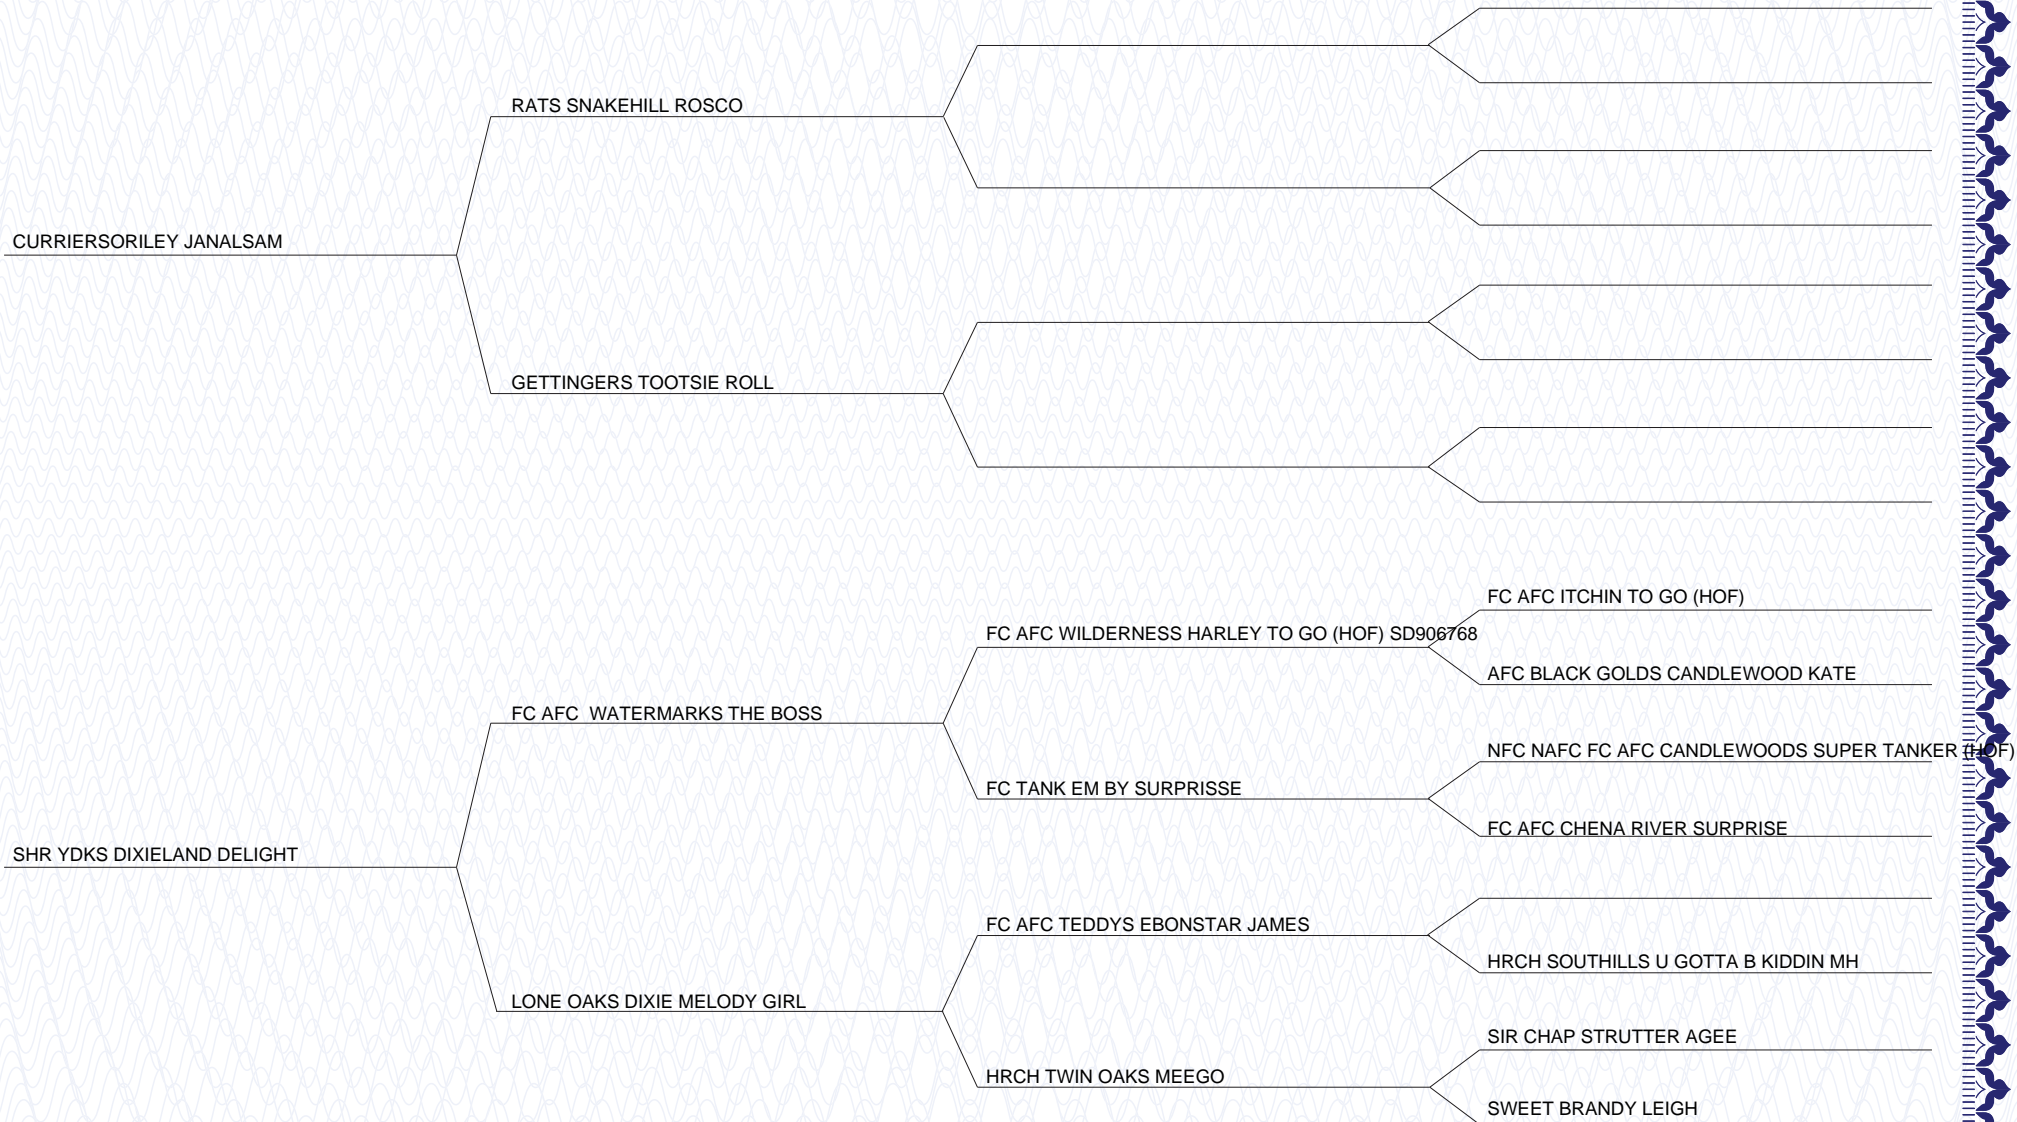 RATS SNAKEHILL ROSCO
CURRIERSORILEY JANALSAM
GETTINGERS TOOTSIE ROLL
FC AFC ITCHIN TO GO (HOF)
FC AFC WILDERNESS HARLEY TO GO (HOF) SD906768
AFC BLACK GOLDS CANDLEWOOD KATE
FC AFC  WATERMARKS THE BOSS
NFC NAFC FC AFC CANDLEWOODS SUPER TANKER (HOF)
FC TANK EM BY SURPRISSE
FC AFC CHENA RIVER SURPRISE
SHR YDKS DIXIELAND DELIGHT
FC AFC TEDDYS EBONSTAR JAMES
HRCH SOUTHILLS U GOTTA B KIDDIN MH
LONE OAKS DIXIE MELODY GIRL
SIR CHAP STRUTTER AGEE
HRCH TWIN OAKS MEEGO
SWEET BRANDY LEIGH